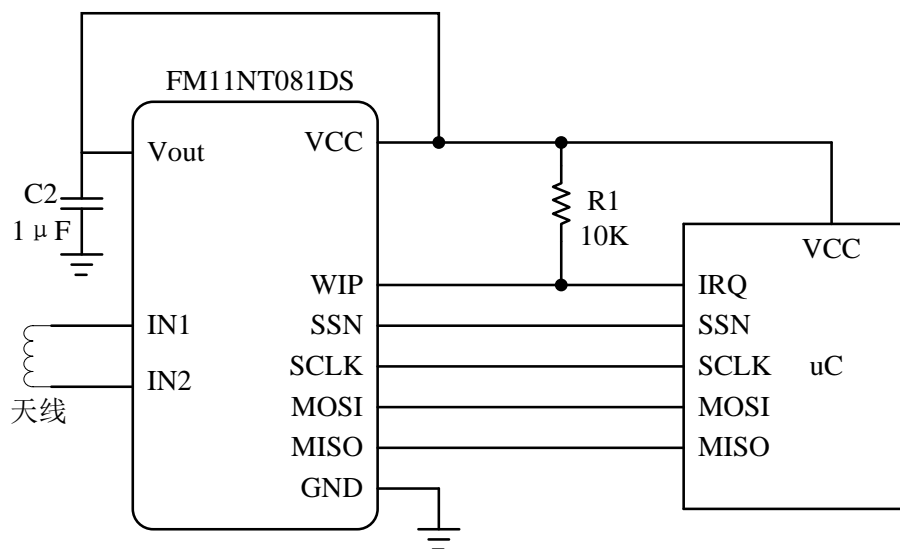 FM11NT081DS
Vout
VCC
C2
1μF
R1
10K
VCC
WIP
IRQ
IN1
SSN
SSN
SCLK
SCLK
uC
IN2
天线
MOSI
MOSI
MISO
MISO
GND